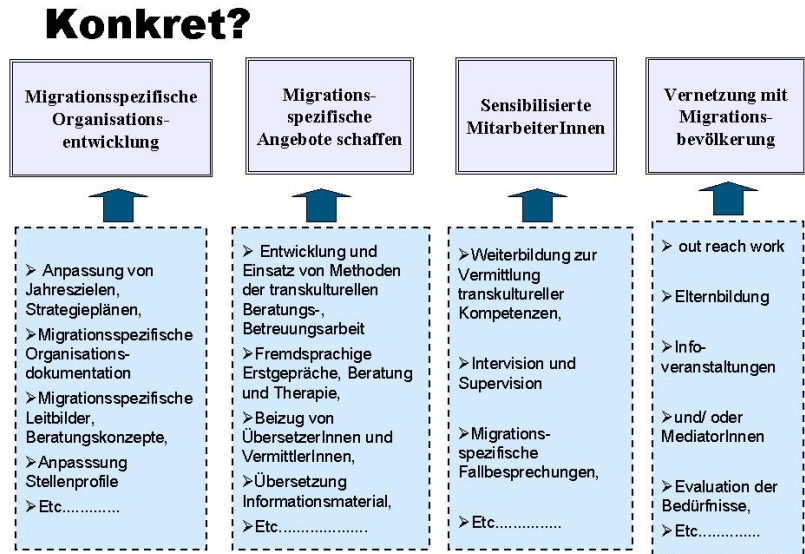 Konkret?
Migrationsspezifische
Organisations-
entwicklung
Migrations-
spezifische
Angebote schaffen
Sensibilisierte
MitarbeiterInnen
Vernetzung mit
Migrations-
bevölkerung
➢ Anpassung von
Jahreszielen,
Strategieplänen,
➢Migrationsspezifische
Organisations-
dokumentation
➢Migrationsspezifische
Leitbilder,
Beratungskonzepte,
➢Anpasssung
Stellenprofile
➢Etc.............
➢ Entwicklung und
Einsatz von Methoden
der transkulturellen
Beratungs-,
Betreuungsarbeit
➢Fremdsprachige
Erstgepräche, Beratung
und Therapie,
➢Beizug von
ÜbersetzerInnen und
VermittlerInnen,
➢Übersetzung
Informationsmaterial,
➢Etc.....................
➢Weiterbildung zur
Vermittlung
transkultureller
Kompetenzen,
➢Intervision und
Supervision
➢Migrations-
spezifische
Fallbesprechungen,
➢Etc..............
➢ out reach work
➢Elternbildung
➢Info-
veranstaltungen
➢und/ oder
MediatorInnen
➢Evaluation der
Bedürfnisse,
➢Etc.............